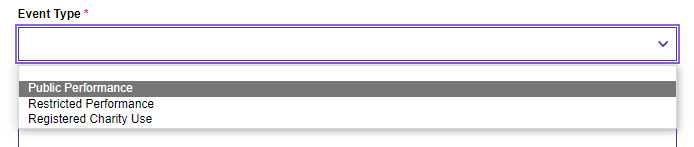 Event Type *
Public Performance
Restricted Performance
Registered Charity Use